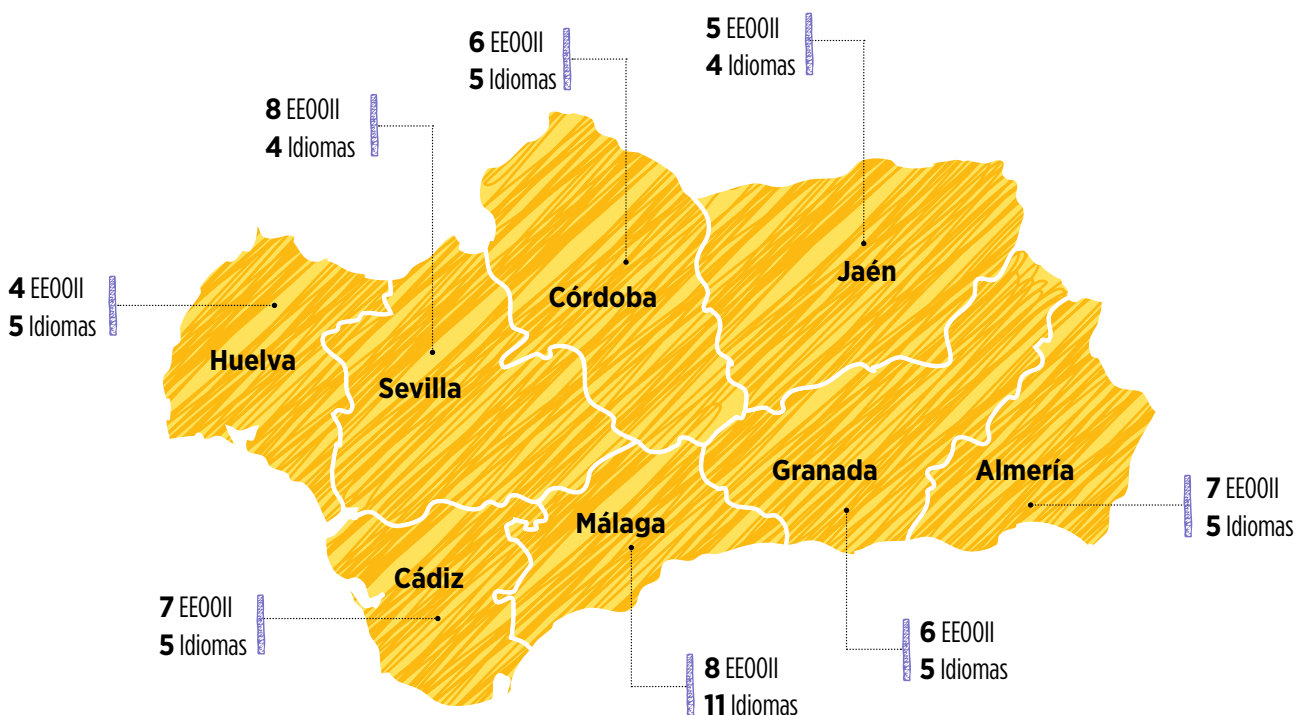 6 EEOOII
5 Idiomas
5 EEOOII
4 Idiomas
8 EEOOII
4 Idiomas
4 EEOOII
5 Idiomas
Huelva
Sevilla
Córdoba
Jaén
Granada
Almería
Málaga
Cádiz
7 EEOOII
5 Idiomas
7 EEOOII
5 Idiomas
8 EEOOII
11 Idiomas
6 EEOOII
5 Idiomas